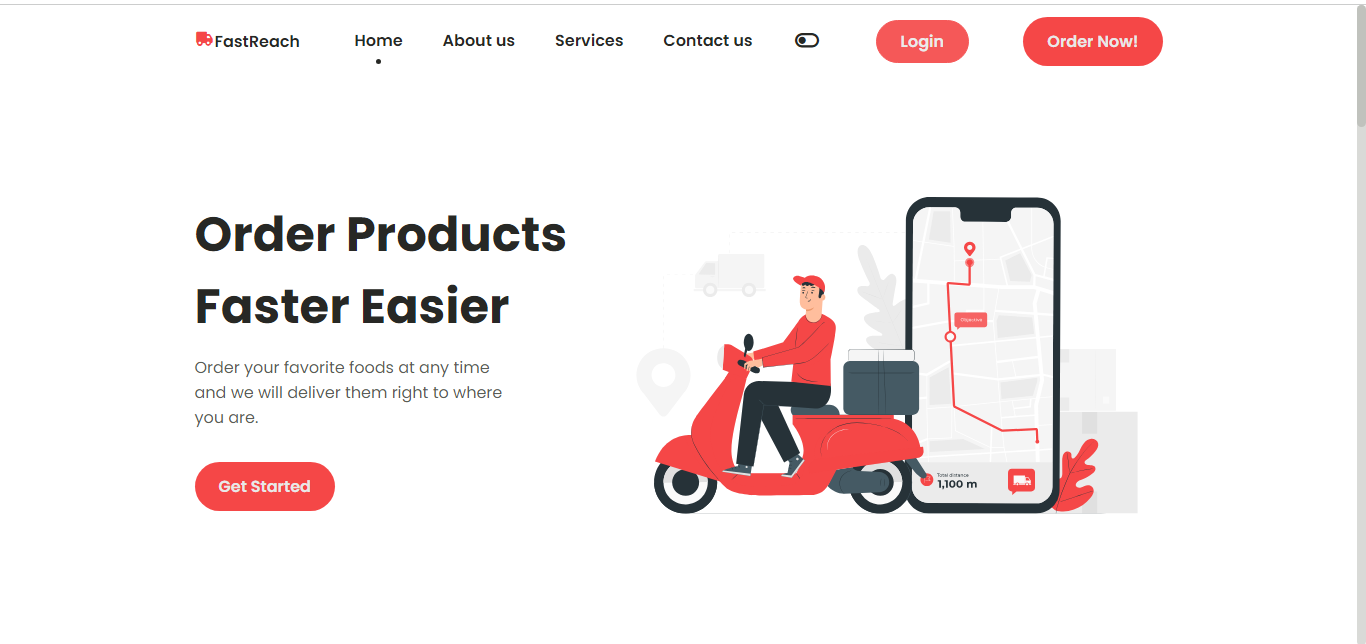 FastReach
Home
About us
Services
Contact us
Login
Order Now!
Order Products
Faster Easier
Order your favorite foods at any time
and we will deliver them right to where
you are.
Get Started
Objective
Total distance
1,100 m